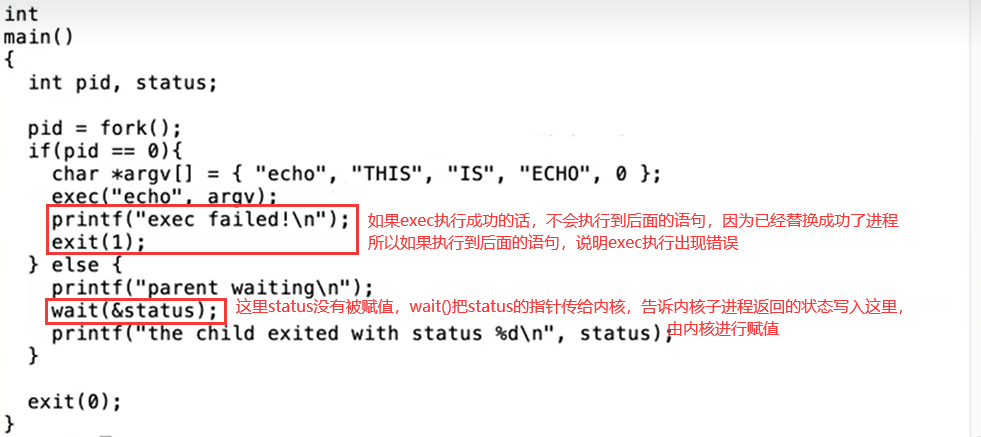 int
main()
{
int pid, status;
pid = fork();
if(pid == 0){
char *argv[] = { "echo", "THIS", "IS", "ECHO", 0 };
exec("echo", argv);
printf("exec failed!\n");
如果exec执行成功的话，不会执行到后面的语句，因为已经替换成功了进程
exit(1);
所以如果执行到后面的语句，说明exec执行出现错误
} else {
printf("parent waiting\n");
wait(&status);
这里status没有被赋值，wait()把status的指针传给内核，告诉内核子进程返回的状态写入这里，
由内核进行赋值
printf("the child exited with status %d\n", status);
}
exit(0);
}